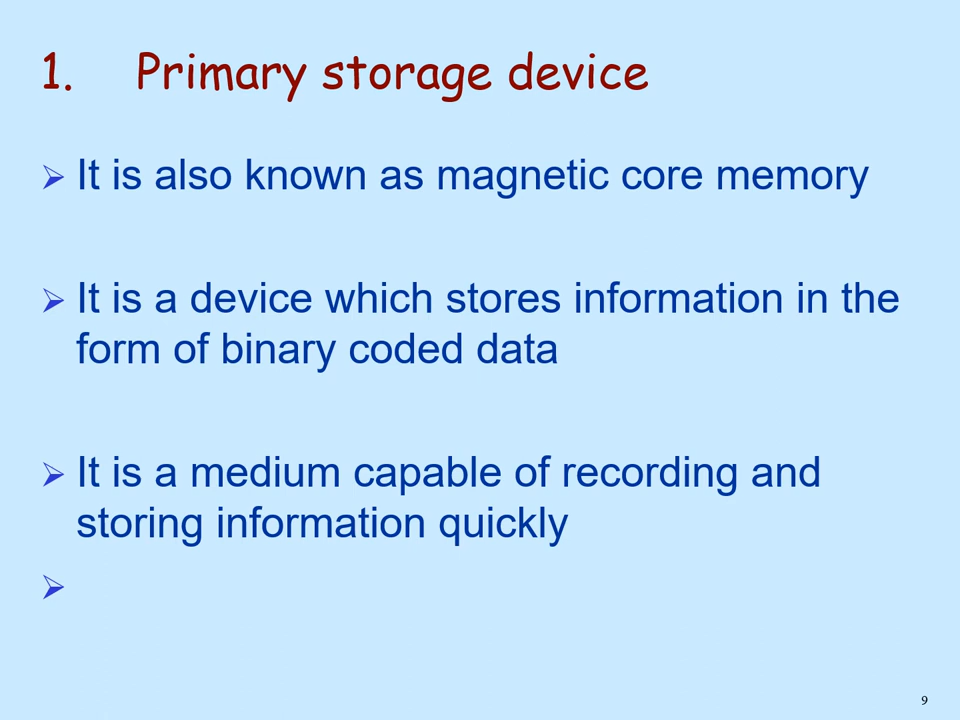 1. Primary storage device
➢ It is also known as magnetic core memory
➢ It is a device which stores information in the
form of binary coded data
➢ It is a medium capable of recording and
storing information quickly
➢
9